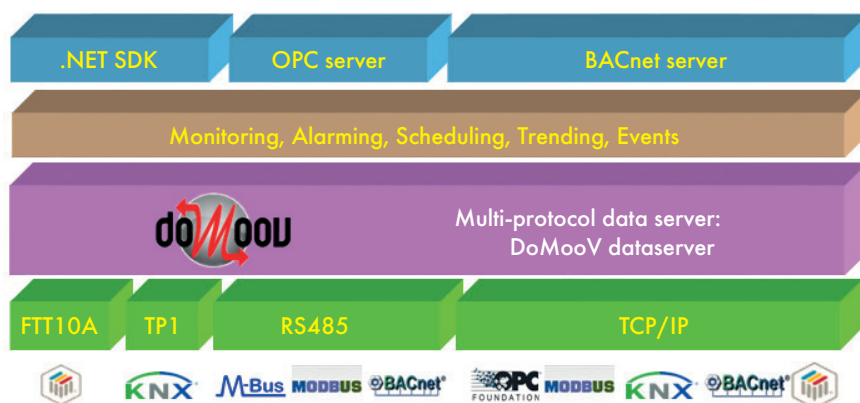 .NET SDK OPC server BACnet server
Monitoring, Alarming, Scheduling, Trending, Events
doMooV
Multi-protocol data server:
DoMooV dataserver
FTT10A TP1 RS485 TCP/IP
KNX M-Bus MODBUS BACnet OPC FOUNDATION MODBUS KNX BACnet